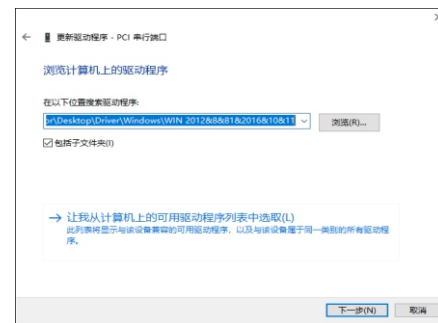 更新驱动程序 - PCI 串行端口
浏览计算机上的驱动程序
在以下位置搜索驱动程序:
or\Desktop\Driver\Windows\WIN 2012&8&81&2016&10&11
浏览(R)...
包括子文件夹(I)
→ 让我从计算机上的可用驱动程序列表中选取(L)
此列表将显示与该设备兼容的可用驱动程序，以及与该设备属于同一类别的所有驱动程
序。
下一步(N)
取消